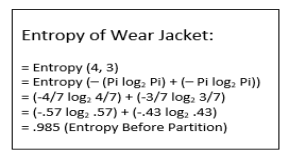 Entropy of Wear Jacket:
= Entropy (4, 3)
= Entropy (– (Pi log₂ Pi) + (– Pi log₂ Pi))
= (-4/7 log₂ 4/7) + (-3/7 log₂ 3/7)
= (-.57 log₂ .57) + (-.43 log₂ .43)
= .985 (Entropy Before Partition)